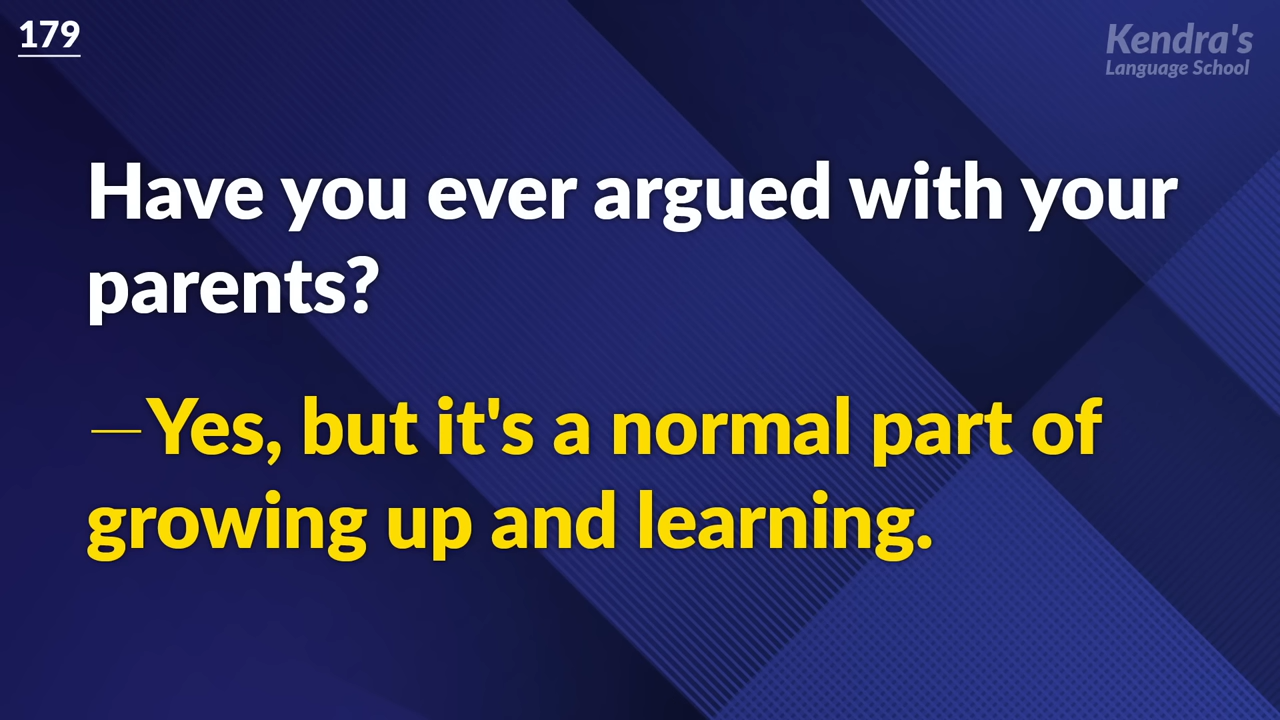 179
Kendra's
Language School
Have you ever argued with your
parents?
—Yes, but it's a normal part of
growing up and learning.